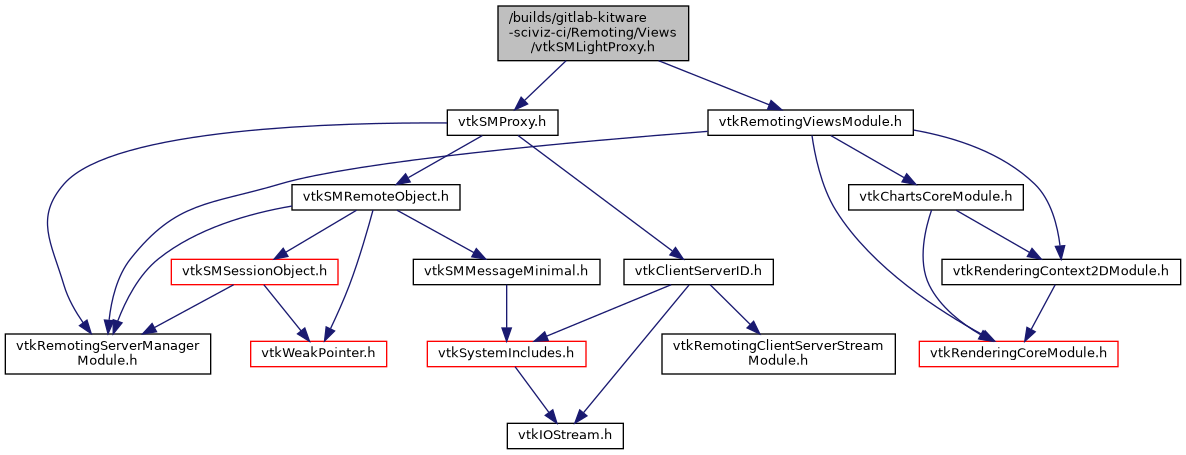 /builds/gitlab-kitware
-sciviz-ci/Remoting/Views
/vtkSMLightProxy.h
vtkSMProxy.h
vtkRemotingViewsModule.h
vtkSMRemoteObject.h
vtkChartsCoreModule.h
vtkSMSessionObject.h
vtkSMMessageMinimal.h
vtkClientServerID.h
vtkRenderingContext2DModule.h
vtkRemotingServerManager
Module.h
vtkWeakPointer.h
vtkSystemIncludes.h
vtkRemotingClientServerStream
Module.h
vtkRenderingCoreModule.h
vtkIOStream.h